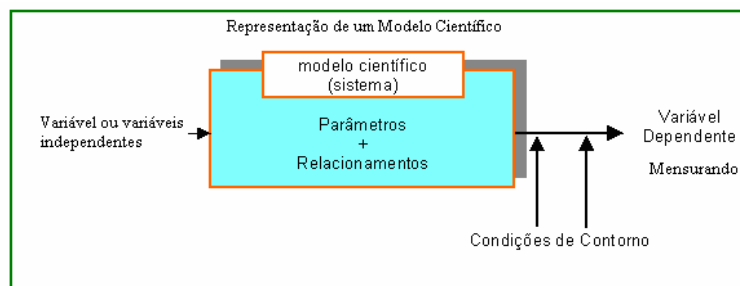 Representação de um Modelo Científico
modelo científico
(sistema)
Variável ou variáveis
independentes
Parâmetros
+
Relacionamentos
Variável
Dependente
Mensurando
Condições de Contorno